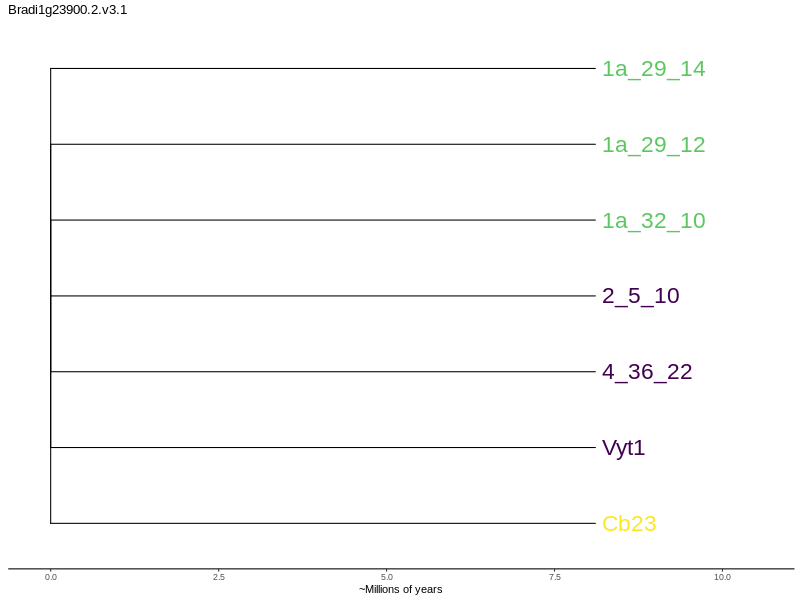 Bradi1g23900.2.v3.1
1a_29_14
1a_29_12
1a_32_10
2_5_10
4_36_22
Vyt1
Cb23
0.0 2.5 5.0 7.5 10.0
~Millions of years